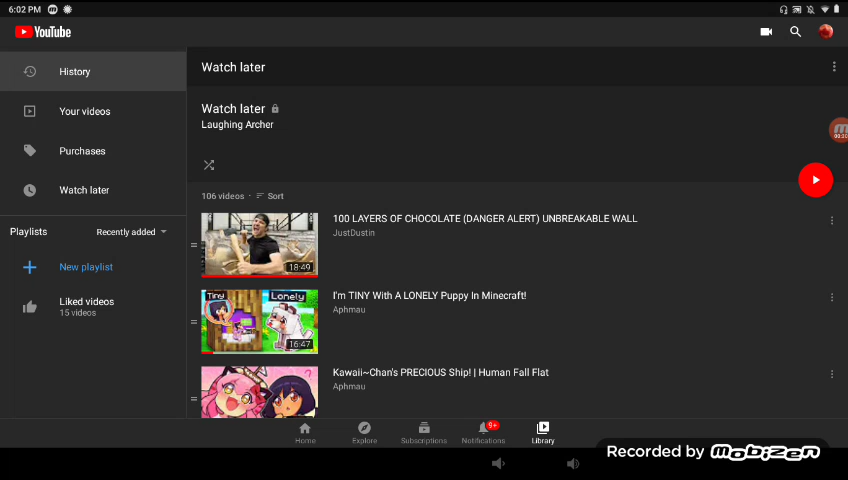 6:02 PM
YouTube
History
Your videos
Purchases
Watch later
Playlists
Recently added
New playlist
Liked videos
15 videos
Watch later
Watch later
Laughing Archer
106 videos · Sort
100 LAYERS OF CHOCOLATE (DANGER ALERT) UNBREAKABLE WALL
JustDustin
18:49
I'm TINY With A LONELY Puppy In Minecraft!
Aphmau
Tiny
Lonely
16:47
Kawaii~Chan's PRECIOUS Ship! | Human Fall Flat
Aphmau
Home
Explore
Subscriptions
9+
Notifications
Library
Recorded by mobizen